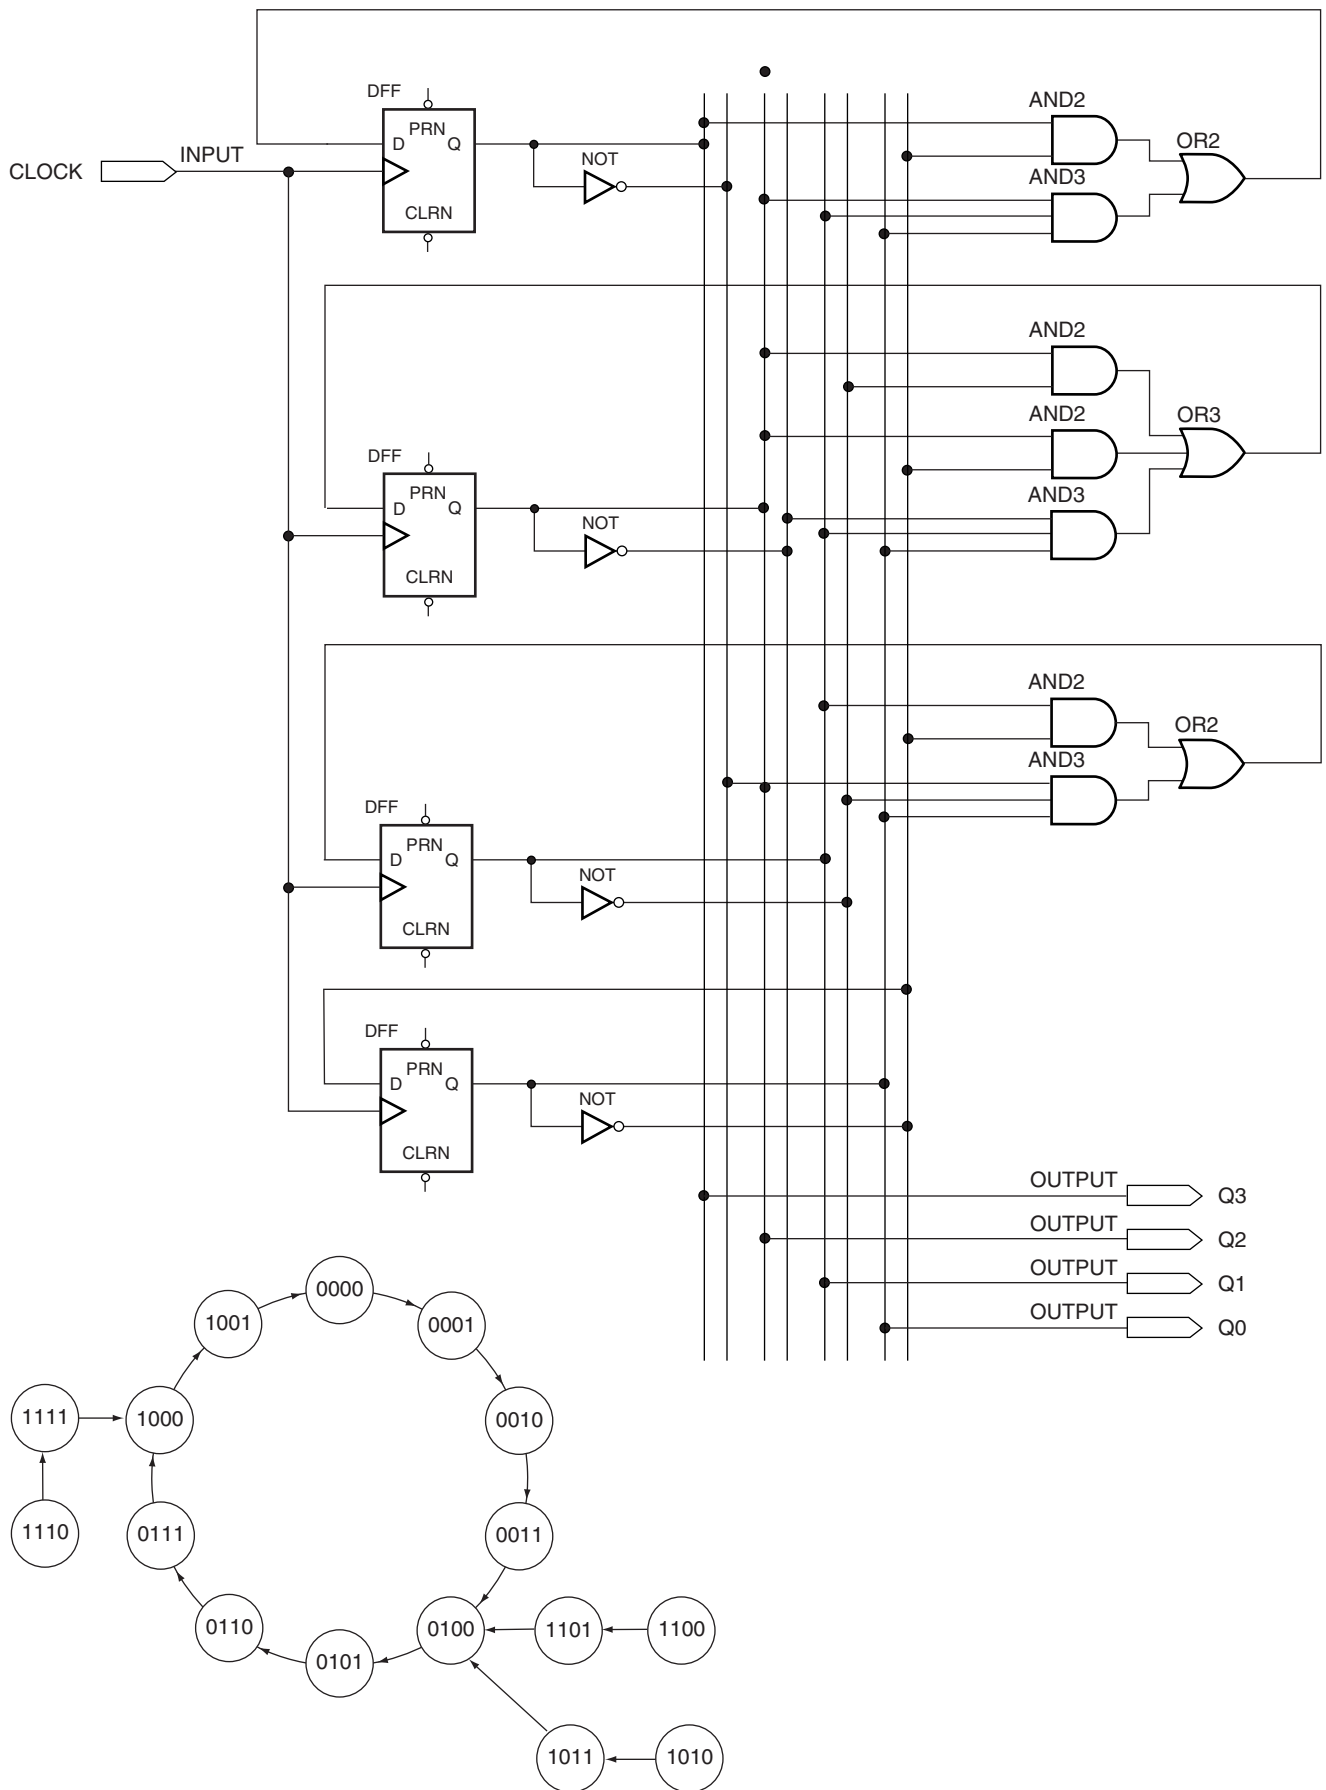 DFF
PRN
D
Q
CLRN
CLOCK
INPUT
NOT
AND2
AND3
OR2
DFF
PRN
D
Q
CLRN
NOT
AND2
AND2
AND3
OR3
DFF
PRN
D
Q
CLRN
NOT
AND2
AND3
OR2
DFF
PRN
D
Q
CLRN
NOT
OUTPUT
Q3
OUTPUT
Q2
OUTPUT
Q1
OUTPUT
Q0
0000
1001
0001
1111
1000
0010
1110
0111
0011
0110
0101
0100
1101
1100
1011
1010